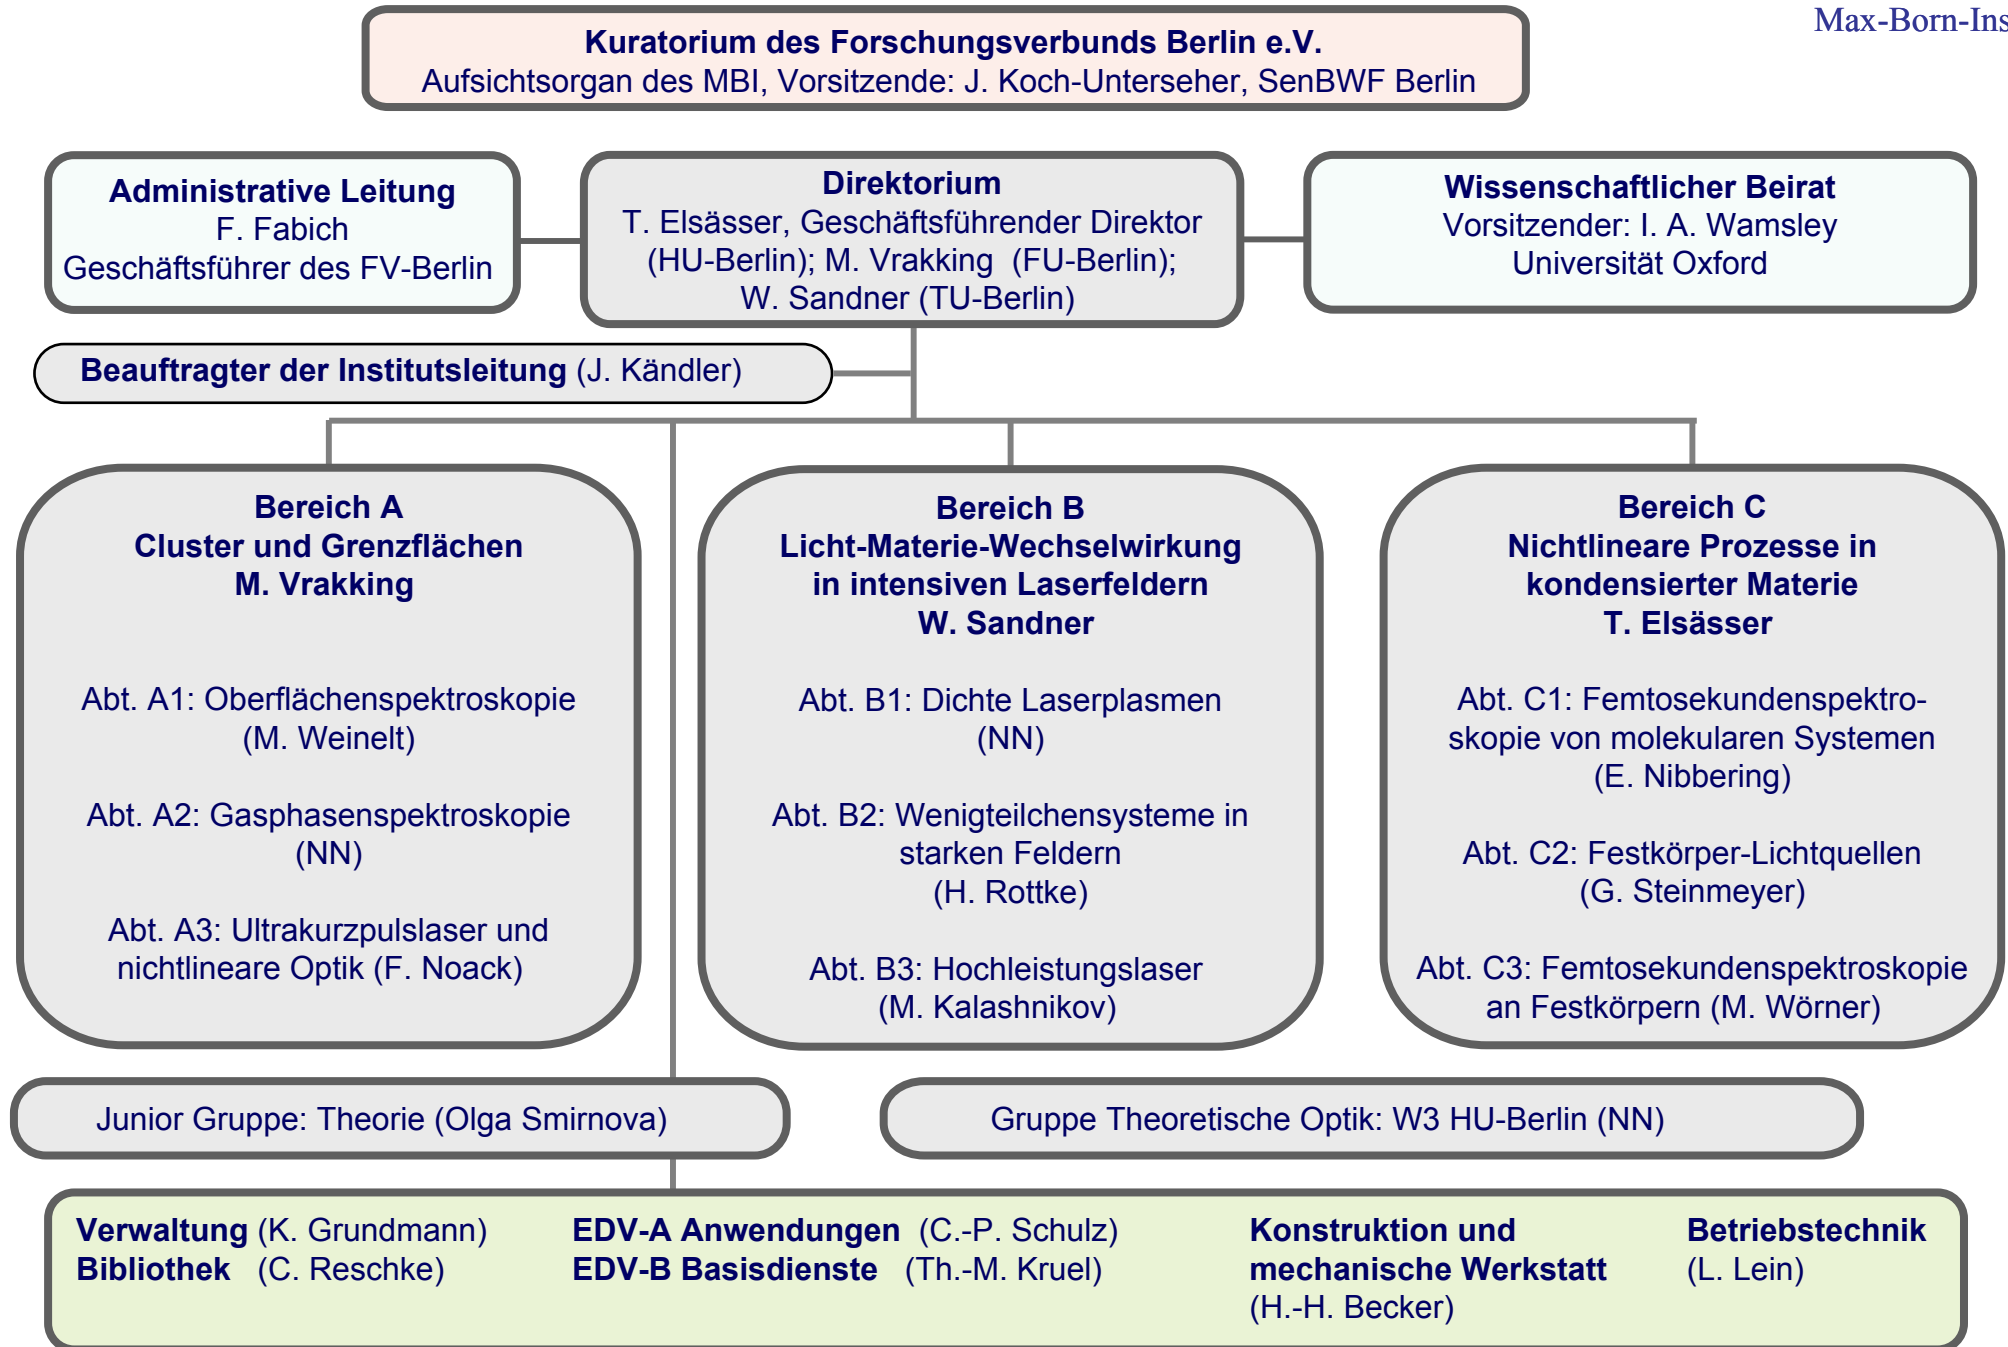 Max-Born-Ins
Kuratorium des Forschungsverbunds Berlin e.V.
Aufsichtsorgan des MBI, Vorsitzende: J. Koch-Unterseher, SenBWF Berlin
Administrative Leitung
F. Fabich
Geschäftsführer des FV-Berlin
Direktorium
T. Elsässer, Geschäftsführender Direktor
(HU-Berlin); M. Vrakking (FU-Berlin);
W. Sandner (TU-Berlin)
Wissenschaftlicher Beirat
Vorsitzender: I. A. Wamsley
Universität Oxford
Beauftragter der Institutsleitung (J. Kändler)
Bereich A
Cluster und Grenzflächen
M. Vrakking
Abt. A1: Oberflächenspektroskopie
(M. Weinelt)
Abt. A2: Gasphasenspektroskopie
(NN)
Abt. A3: Ultrakurzpulslaser und
nichtlineare Optik (F. Noack)
Bereich B
Licht-Materie-Wechselwirkung
in intensiven Laserfeldern
W. Sandner
Abt. B1: Dichte Laserplasmen
(NN)
Abt. B2: Wenigteilchensysteme in
starken Feldern
(H. Rottke)
Abt. B3: Hochleistungslaser
(M. Kalashnikov)
Bereich C
Nichtlineare Prozesse in
kondensierter Materie
T. Elsässer
Abt. C1: Femtosekundenspektro-
skopie von molekularen Systemen
(E. Nibbering)
Abt. C2: Festkörper-Lichtquellen
(G. Steinmeyer)
Abt. C3: Femtosekundenspektroskopie
an Festkörpern (M. Wörner)
Junior Gruppe: Theorie (Olga Smirnova)
Gruppe Theoretische Optik: W3 HU-Berlin (NN)
Verwaltung (K. Grundmann)
Bibliothek (C. Reschke)
EDV-A Anwendungen (C.-P. Schulz)
EDV-B Basisdienste (Th.-M. Kruel)
Konstruktion und
mechanische Werkstatt
(H.-H. Becker)
Betriebstechnik
(L. Lein)